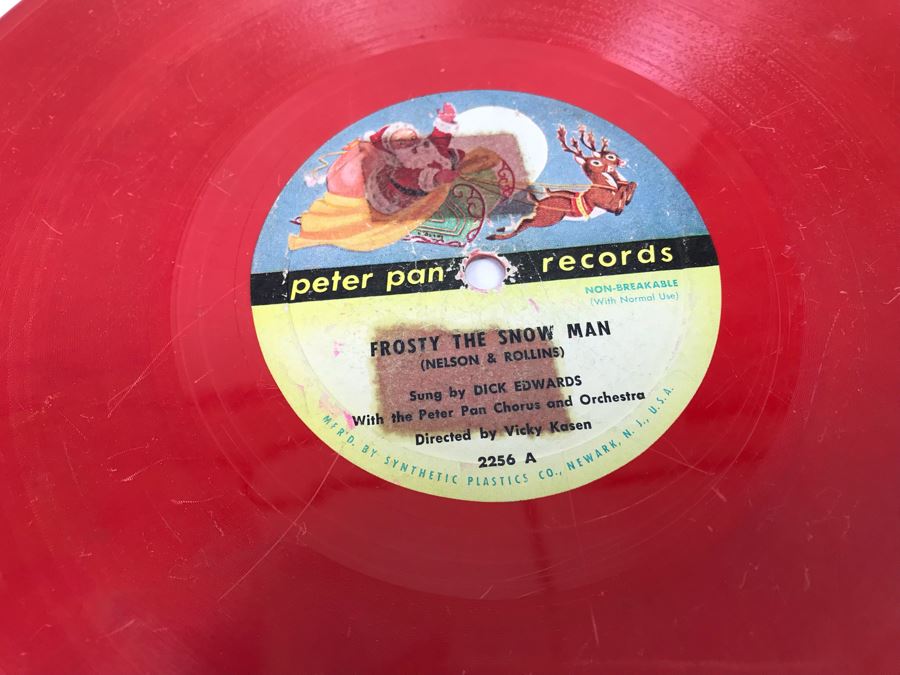 peter pan records
NON-BREAKABLE
(With Normal Use)
FROSTY THE SNOW MAN
(NELSON & ROLLINS)
Sung by DICK EDWARDS
With the Peter Pan Chorus and Orchestra
Directed by Vicky Kasen
2256 A
MFR'D. BY SYNTHETIC PLASTICS CO., NEWARK, N. J., U.S.A.